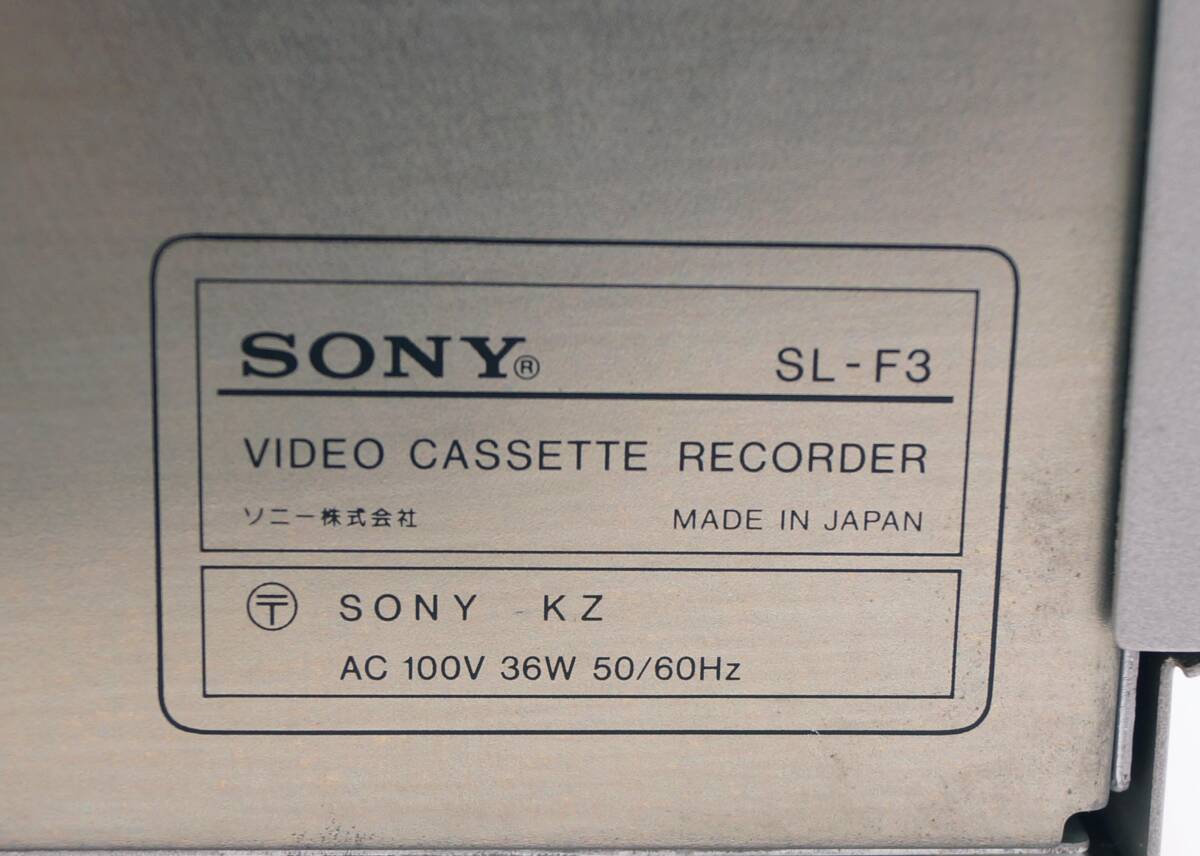 SONY® SL-F3
VIDEO CASSETTE RECORDER
ソニー株式会社 MADE IN JAPAN
〶 SONY KZ
AC 100V 36W 50/60Hz